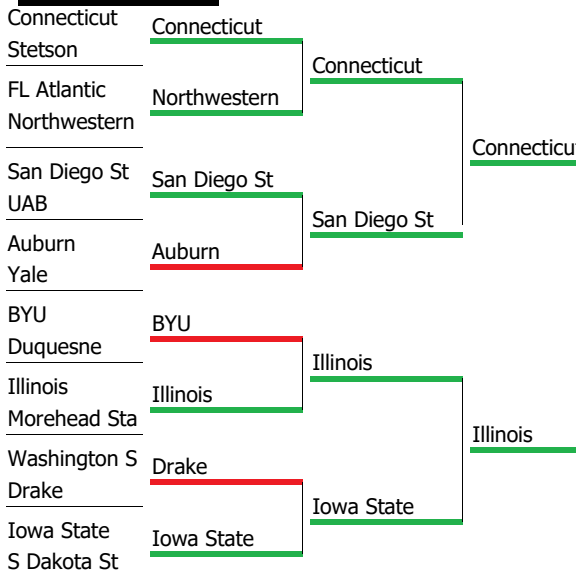 Connecticut
Stetson
FL Atlantic
Northwestern
San Diego St
UAB
Auburn
Yale
BYU
Duquesne
Illinois
Morehead Sta
Washington S
Drake
Iowa State
S Dakota St
Connecticut
Northwestern
San Diego St
Auburn
BYU
Illinois
Drake
Iowa State
Connecticut
San Diego St
Illinois
Iowa State
Connecticut
Illinois